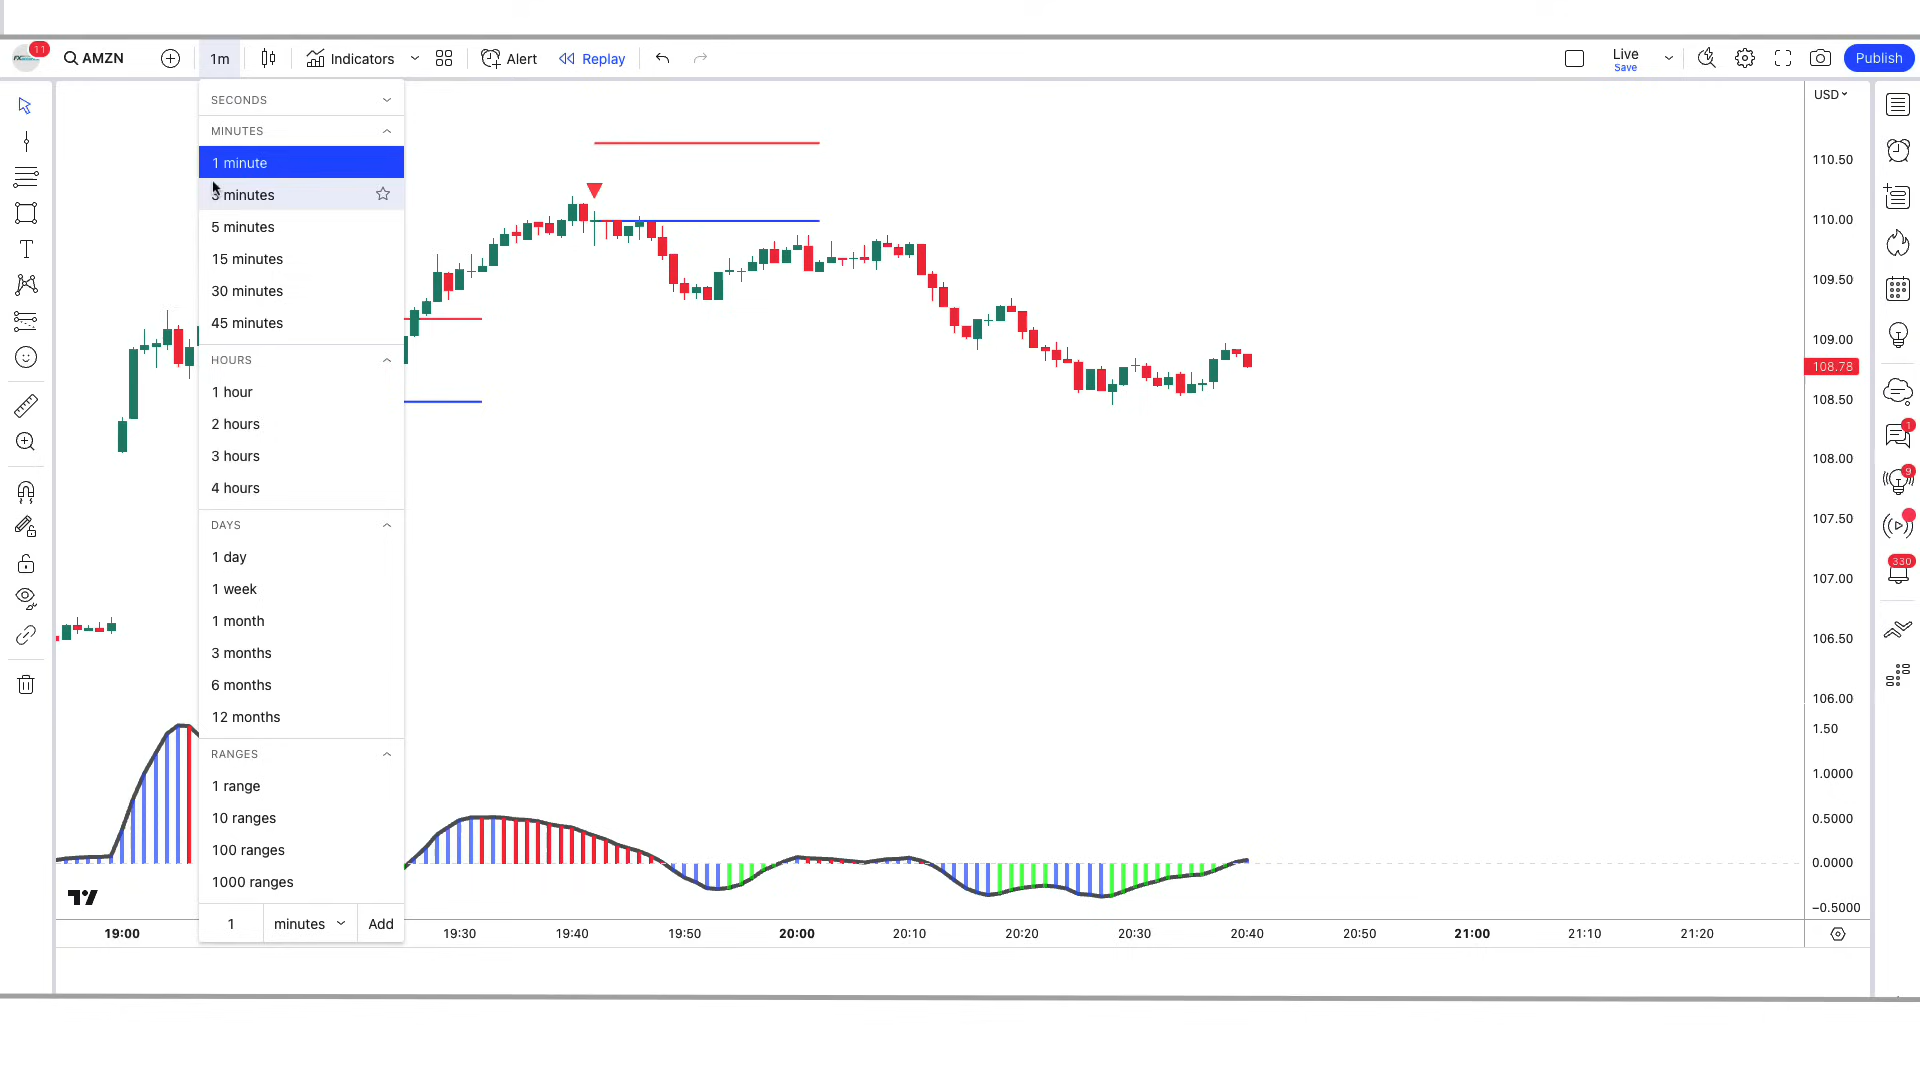 11
AMZN
1m
Indicators
Alert
Replay
Live
Save
Publish
SECONDS
MINUTES
1 minute
3 minutes
5 minutes
15 minutes
30 minutes
45 minutes
HOURS
1 hour
2 hours
3 hours
4 hours
DAYS
1 day
1 week
1 month
3 months
6 months
12 months
RANGES
1 range
10 ranges
100 ranges
1000 ranges
1 minutes Add
USD
110.50
110.00
109.50
109.00
108.78
108.50
108.00
107.50
107.00
106.50
106.00
1.50
1.0000
0.5000
0.0000
−0.5000
19:00
19:30
19:40
19:50
20:00
20:10
20:20
20:30
20:40
20:50
21:00
21:10
21:20
1
9
330